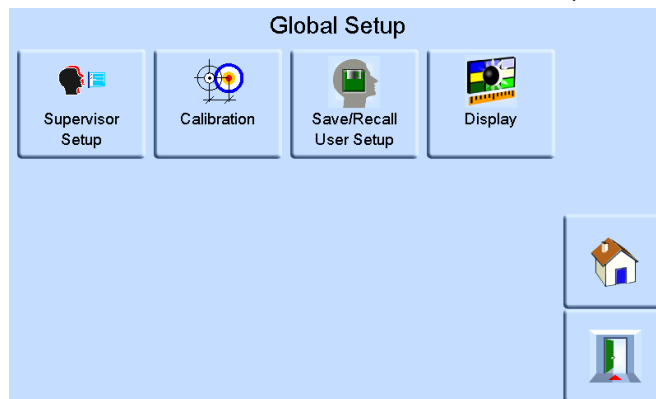 Global Setup
Supervisor
Setup
Calibration
Save/Recall
User Setup
Display